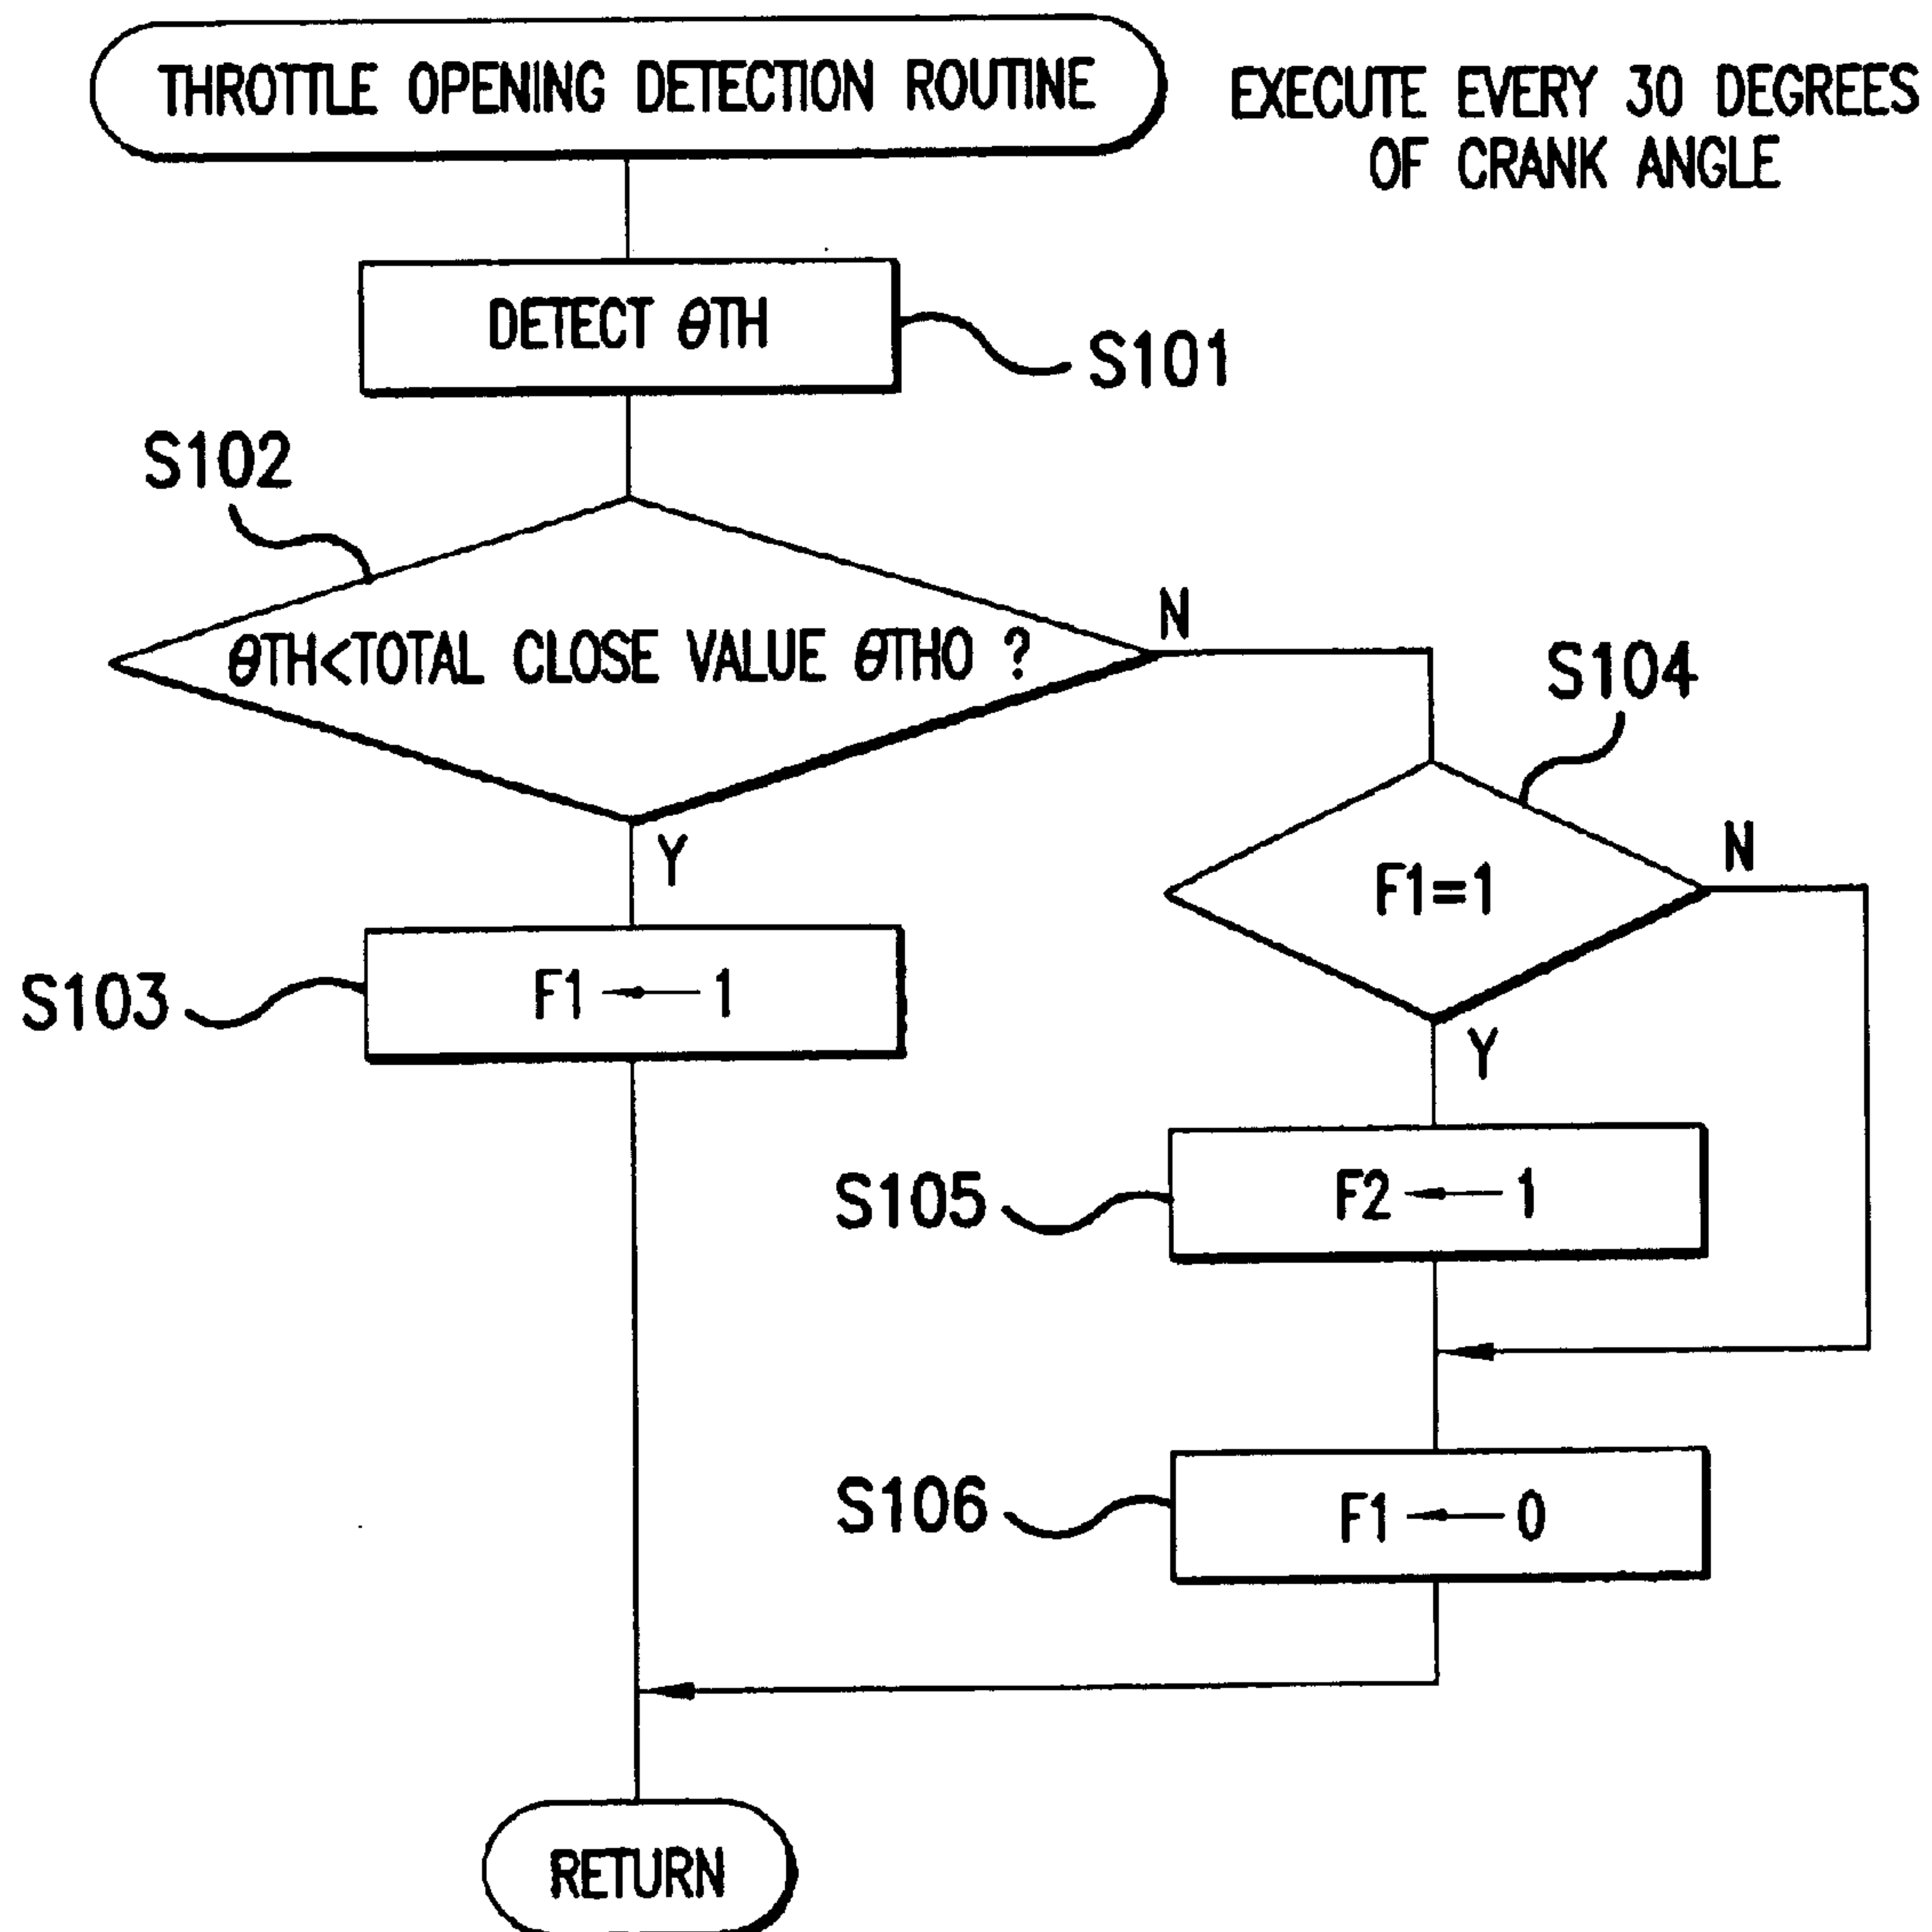 THROTTLE OPENING DETECTION ROUTINE
EXECUTE EVERY 30 DEGREES
OF CRANK ANGLE
DETECT θTH
S101
S102
θTH<TOTAL CLOSE VALUE θTHO ?
N
S104
Y
F1=1
N
S103
F1 ← 1
Y
S105
F2 ← 1
S106
F1 ← 0
RETURN